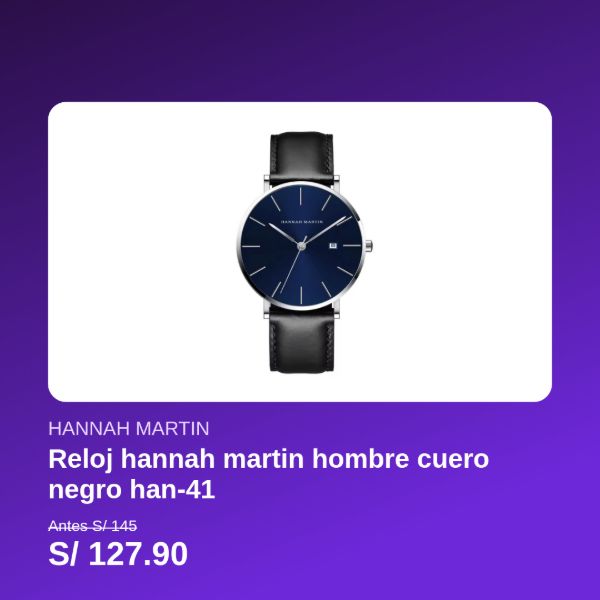 HANNAH MARTIN
HANNAH MARTIN
Reloj hannah martin hombre cuero
negro han-41
Antes S/ 145
S/ 127.90